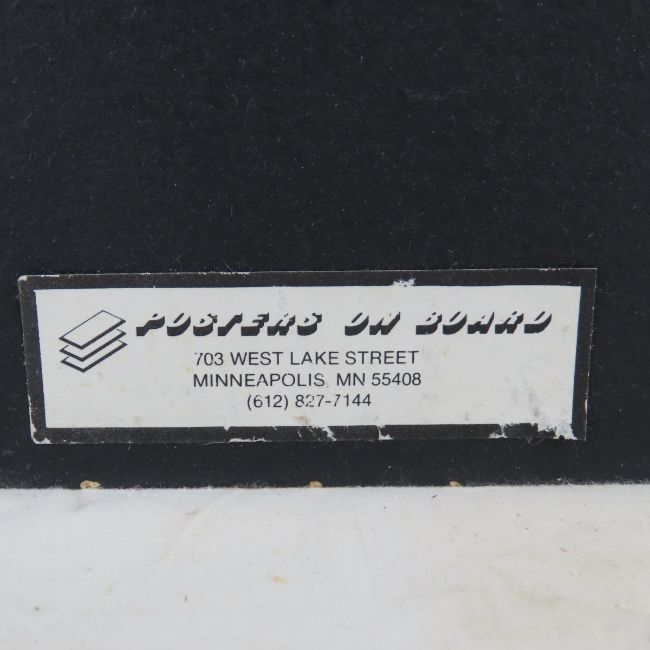 POSTERS ON BOARD
703 WEST LAKE STREET
MINNEAPOLIS, MN 55408
(612) 827-7144